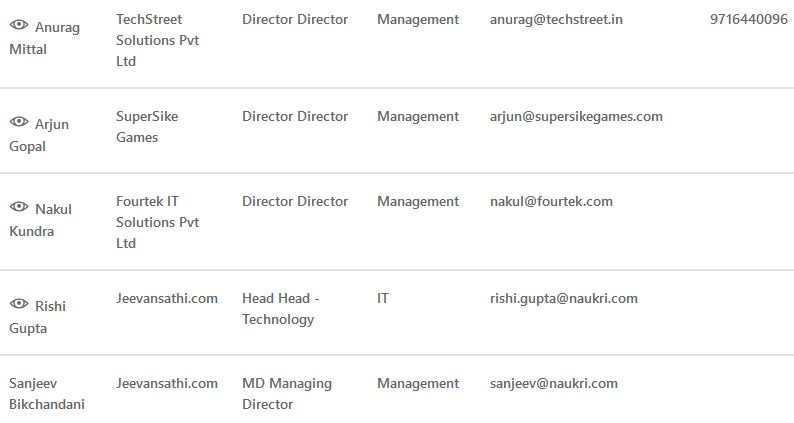 Anurag Mittal TechStreet Solutions Pvt Ltd Director Director Management anurag@techstreet.in 9716440096
Arjun Gopal SuperSike Games Director Director Management arjun@supersikegames.com
Nakul Kundra Fourtek IT Solutions Pvt Ltd Director Director Management nakul@fourtek.com
Rishi Gupta Jeevansathi.com Head Head - Technology IT rishi.gupta@naukri.com
Sanjeev Bikchandani Jeevansathi.com MD Managing Director Management sanjeev@naukri.com